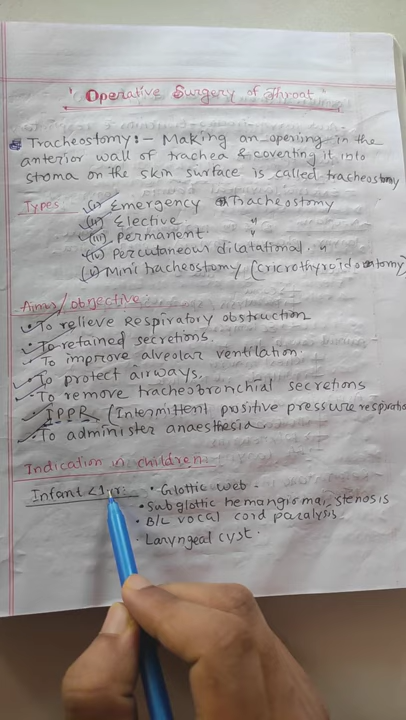 " Operative Surgery of Throat "
Tracheostomy:- Making an opening in the
anterior wall of trachea & coverting it into
stoma on the skin surface is called tracheostomy
Types (i) Emergency Tracheostomy
(ii) Elective "
(iii) Permanent "
(iv) Percutaneous dilatational. "
(v) Mini tracheostomy (cricrothyroidotomy)
Aims/objective:
• To relieve Respiratory obstruction
To retained secretions.
To improve alveolar ventilation.
• To protect airways.
• To remove tracheobronchial secretions
• IPPR (Intermittent positive pressure respiration
• To administer anaesthesia
Indication in children
Infant <1yr: • Glottic web -
• Subglottic hemangioma, stenosis
• B/L vocal cord paralysis
• Laryngeal cyst.